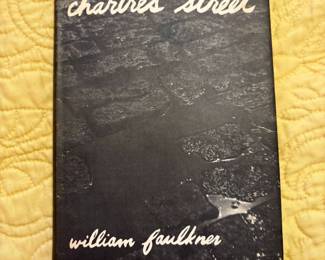 chartres street
william faulkner